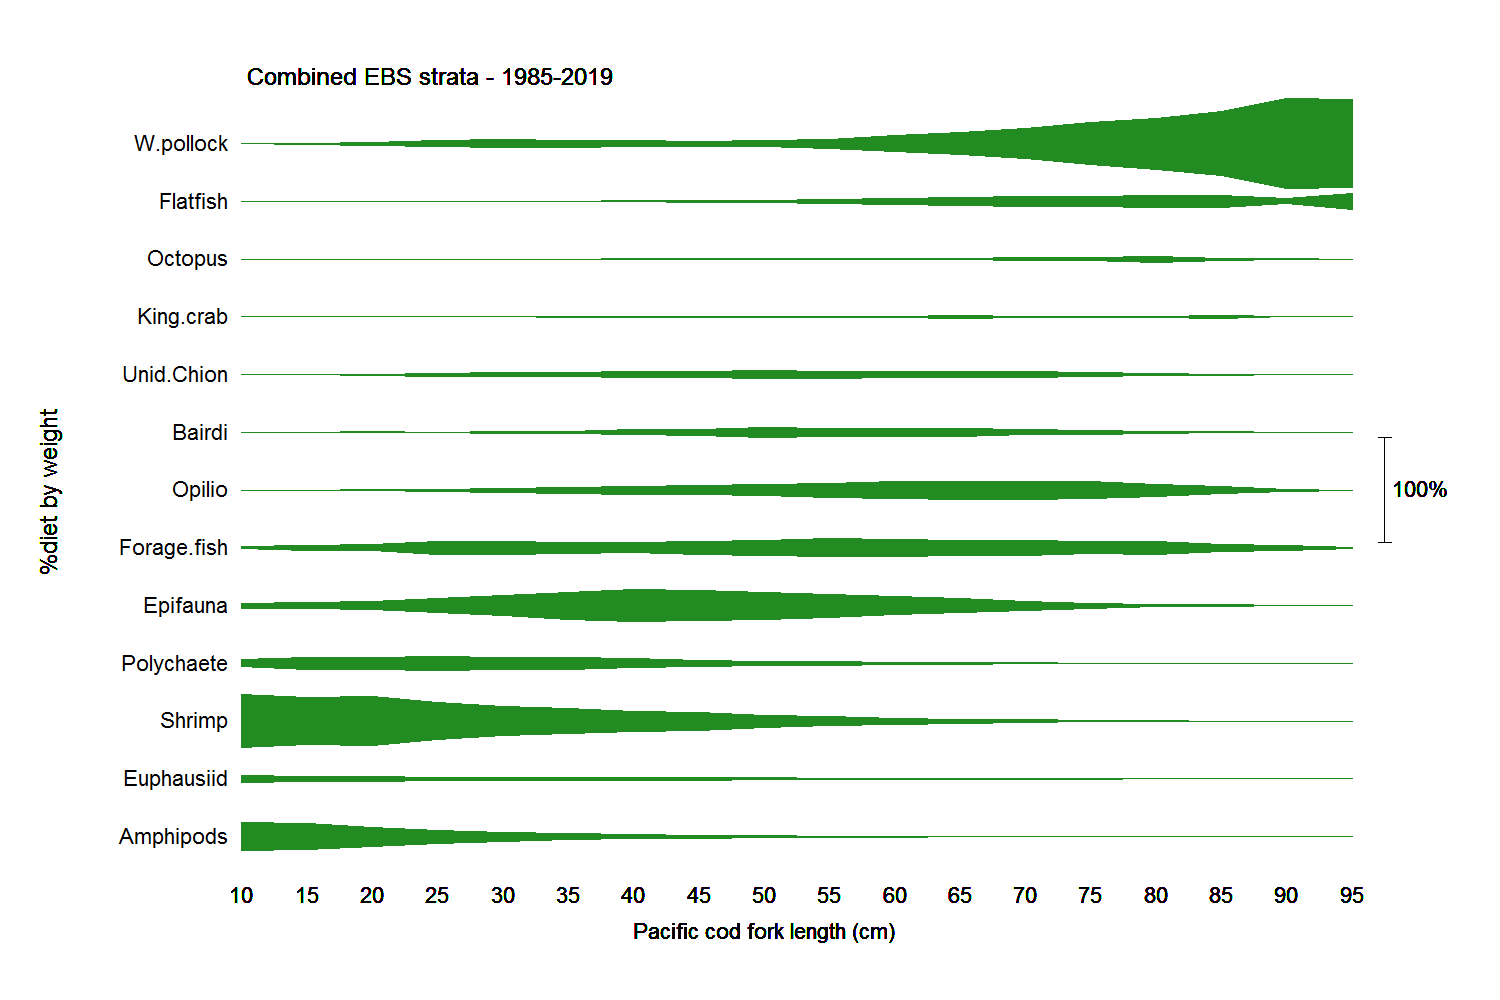 Combined EBS strata - 1985-2019
W.pollock
Flatfish
Octopus
King.crab
Unid.Chion
Bairdi
Opilio
Forage.fish
Epifauna
Polychaete
Shrimp
Euphausiid
Amphipods
%diet by weight
100%
10 15 20 25 30 35 40 45 50 55 60 65 70 75 80 85 90 95
Pacific cod fork length (cm)